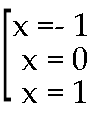 x =- 1
x = 0
x = 1